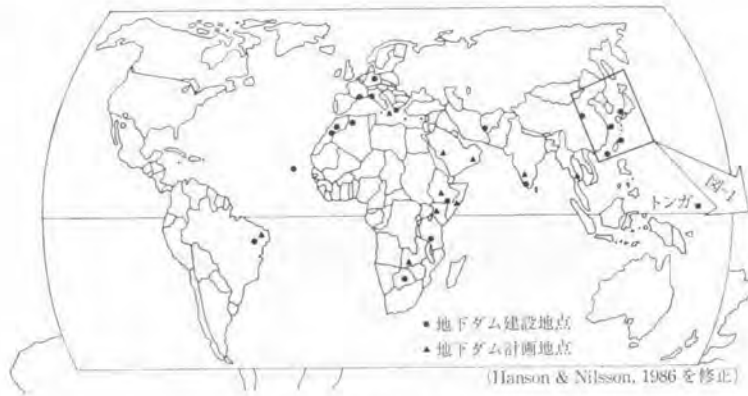 図-1
トンガ
● 地下ダム建設地点
▲ 地下ダム計画地点
(Hanson & Nilsson, 1986 を修正)